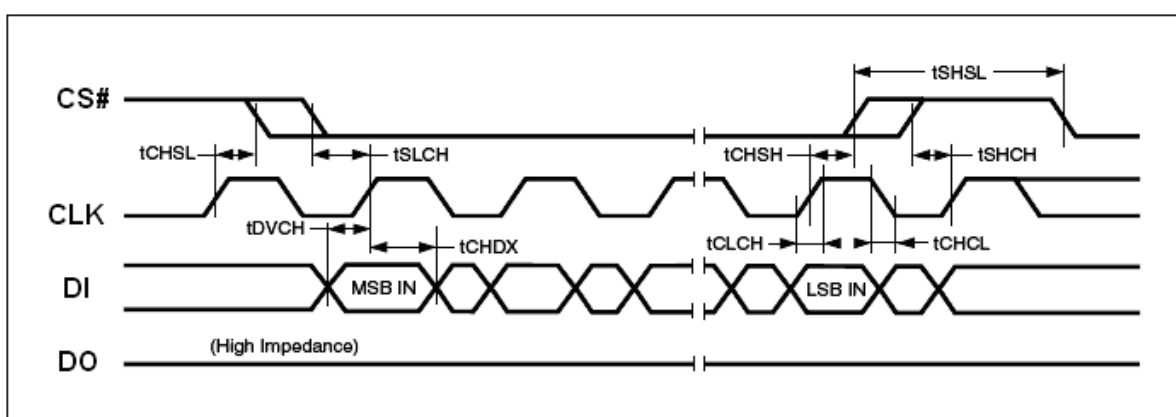 tSHSL
CS#
tCHSL
tSLCH
tCHSH
tSHCH
CLK
tDVCH
tCHDX
tCLCH
tCHCL
DI
MSB IN
LSB IN
(High Impedance)
DO